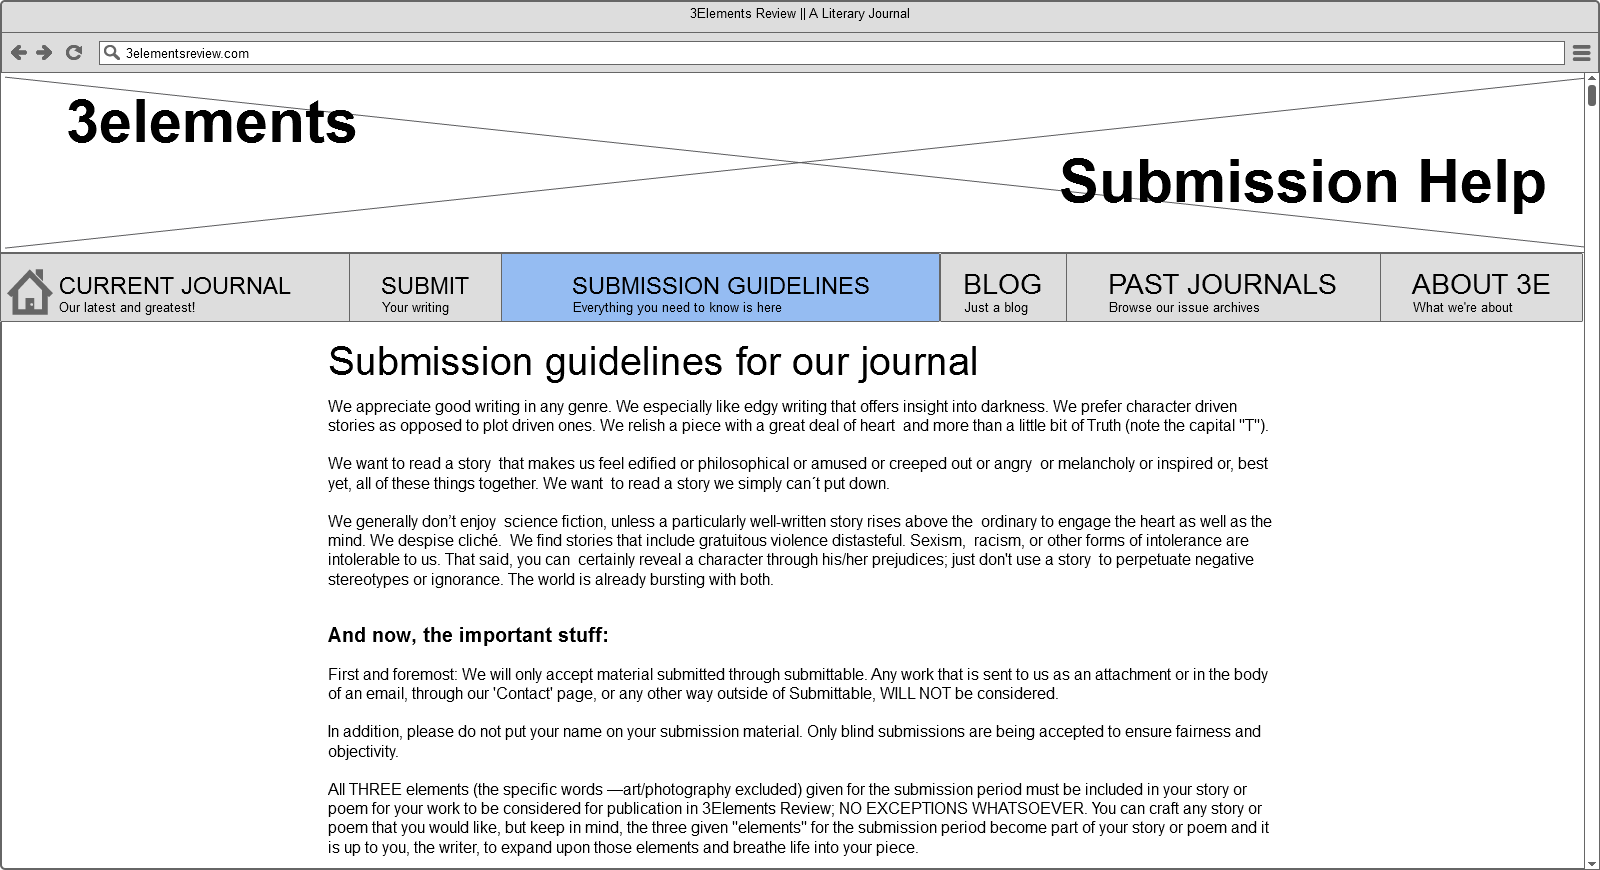 3Elements Review || A Literary Journal
3elementsreview.com
3elements
Submission Help
CURRENT JOURNAL
Our latest and greatest!
SUBMIT
Your writing
SUBMISSION GUIDELINES
Everything you need to know is here
BLOG
Just a blog
PAST JOURNALS
Browse our issue archives
ABOUT 3E
What we're about
Submission guidelines for our journal
We appreciate good writing in any genre. We especially like edgy writing that offers insight into darkness. We prefer character driven
stories as opposed to plot driven ones. We relish a piece with a great deal of heart  and more than a little bit of Truth (note the capital "T").
We want to read a story  that makes us feel edified or philosophical or amused or creeped out or angry  or melancholy or inspired or, best
yet, all of these things together. We want  to read a story we simply can´t put down.
We generally don’t enjoy  science fiction, unless a particularly well-written story rises above the  ordinary to engage the heart as well as the
mind. We despise cliché.  We find stories that include gratuitous violence distasteful. Sexism,  racism, or other forms of intolerance are
intolerable to us. That said, you can  certainly reveal a character through his/her prejudices; just don't use a story  to perpetuate negative
stereotypes or ignorance. The world is already bursting with both.
And now, the important stuff:
First and foremost: We will only accept material submitted through submittable. Any work that is sent to us as an attachment or in the body
of an email, through our 'Contact' page, or any other way outside of Submittable, WILL NOT be considered.
In addition, please do not put your name on your submission material. Only blind submissions are being accepted to ensure fairness and
objectivity.
All THREE elements (the specific words —art/photography excluded) given for the submission period must be included in your story or
poem for your work to be considered for publication in 3Elements Review; NO EXCEPTIONS WHATSOEVER. You can craft any story or
poem that you would like, but keep in mind, the three given "elements" for the submission period become part of your story or poem and it
is up to you, the writer, to expand upon those elements and breathe life into your piece.